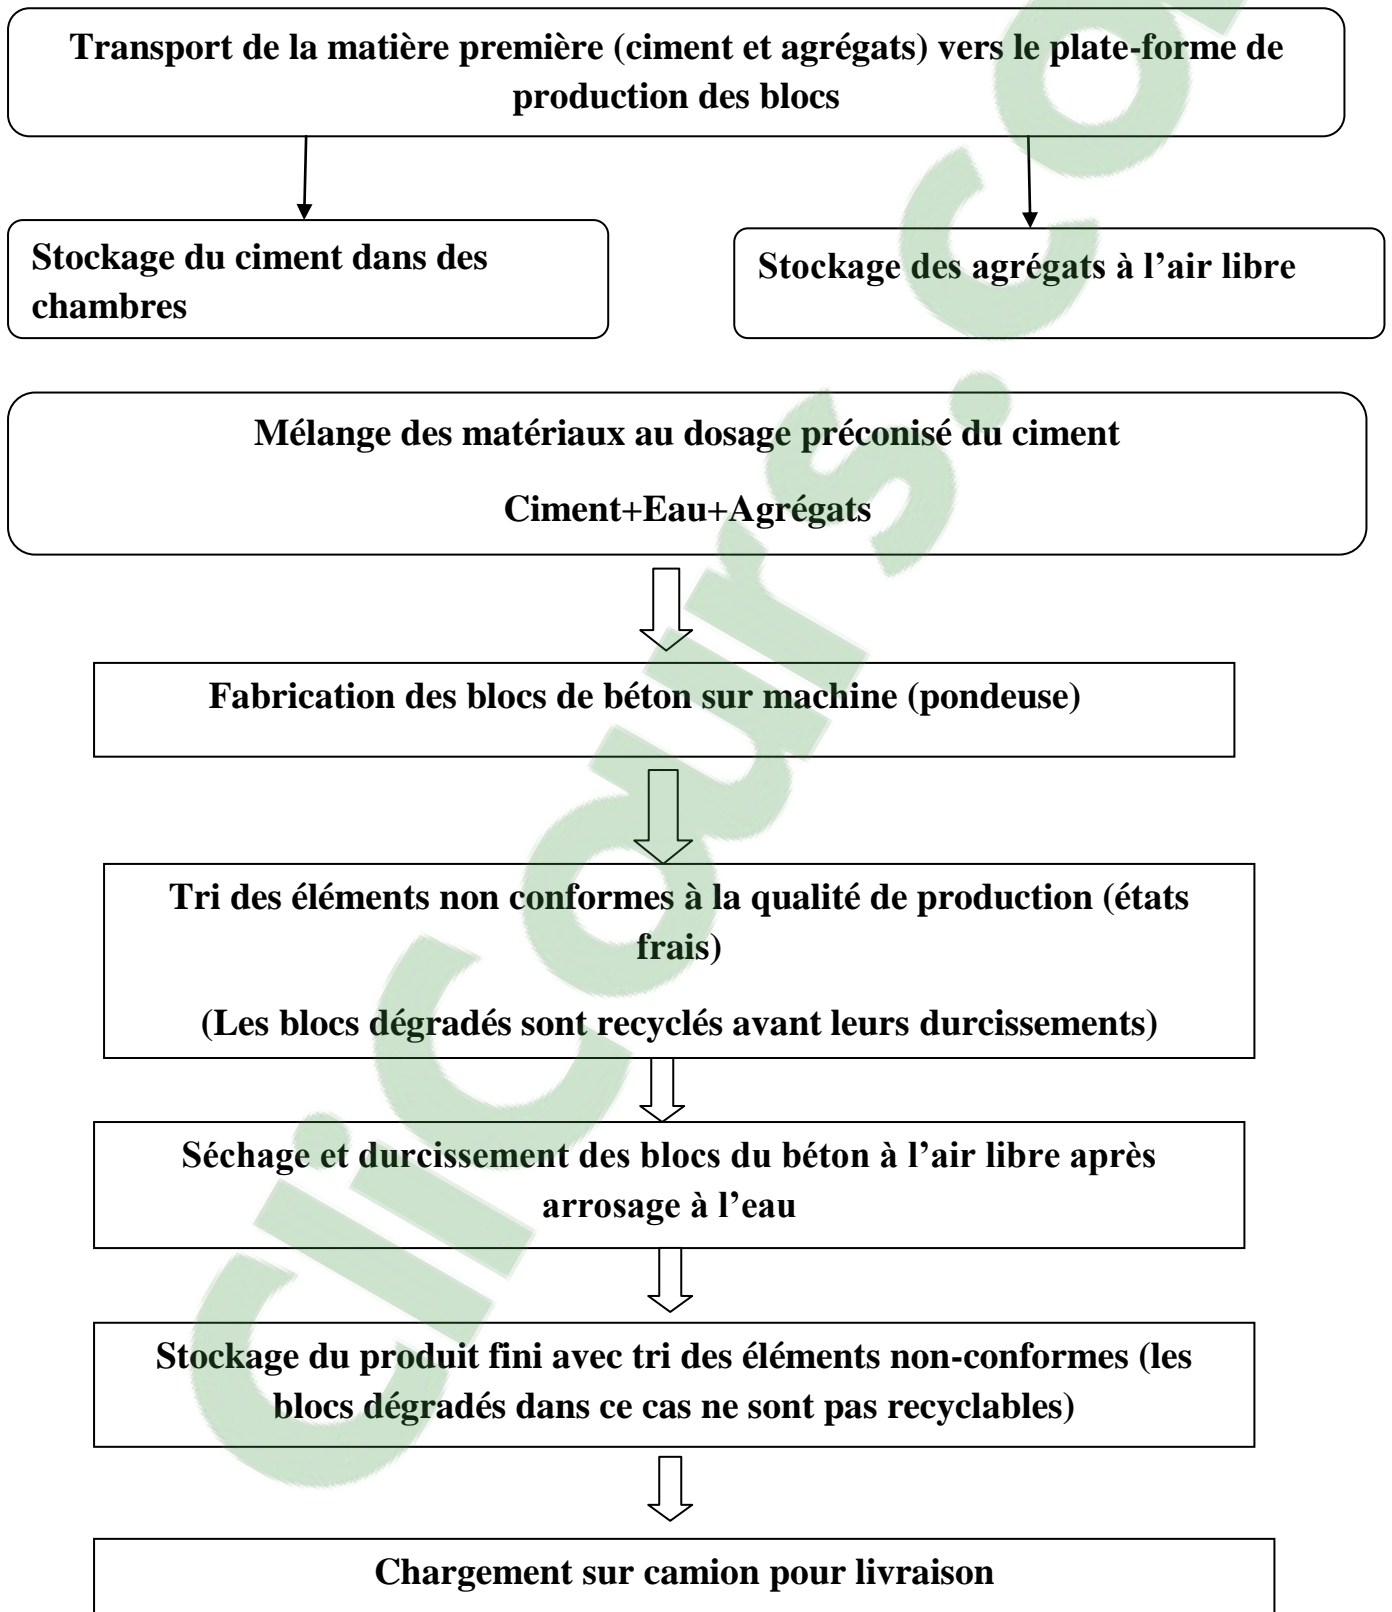 Transport de la matière première (ciment et agrégats) vers le plate-forme de
production des blocs
Stockage du ciment dans des
chambres
Stockage des agrégats à l’air libre
Mélange des matériaux au dosage préconisé du ciment
Ciment+Eau+Agrégats
Fabrication des blocs de béton sur machine (pondeuse)
Tri des éléments non conformes à la qualité de production (états
frais)
(Les blocs dégradés sont recyclés avant leurs durcissements)
Séchage et durcissement des blocs du béton à l’air libre après
arrosage à l’eau
Stockage du produit fini avec tri des éléments non-conformes (les
blocs dégradés dans ce cas ne sont pas recyclables)
Chargement sur camion pour livraison
CliCours.co